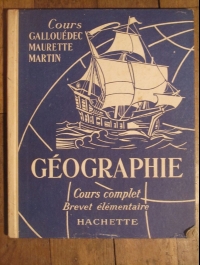 Cours
GALLOUÉDEC
MAURETTE
MARTIN
GÉOGRAPHIE
Cours complet
Brevet élémentaire
HACHETTE